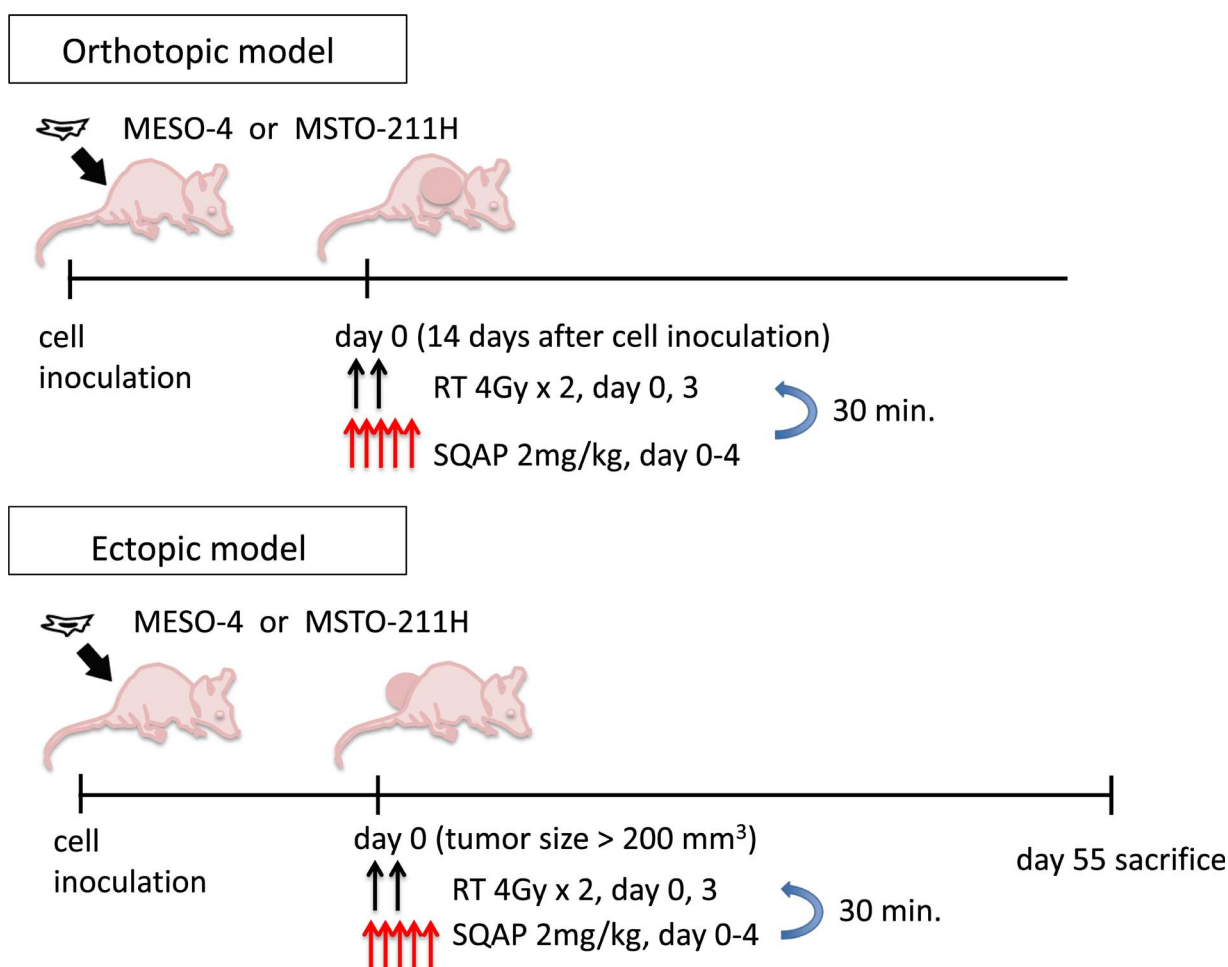 Orthotopic model
MESO-4 or MSTO-211H
cell
inoculation
day 0 (14 days after cell inoculation)
RT 4Gy x 2, day 0, 3
30 min.
SQAP 2mg/kg, day 0-4
Ectopic model
MESO-4 or MSTO-211H
cell
inoculation
day 0 (tumor size > 200 mm³)
day 55 sacrifice
RT 4Gy x 2, day 0, 3
30 min.
SQAP 2mg/kg, day 0-4